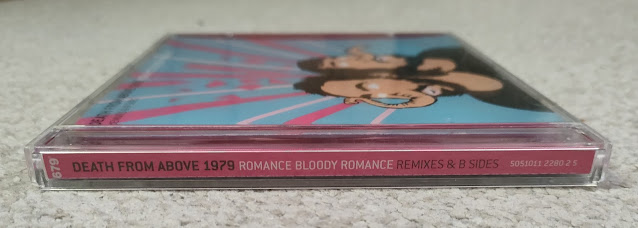 679
DEATH FROM ABOVE 1979 ROMANCE BLOODY ROMANCE REMIXES & B SIDES 5051011 2280 2 5